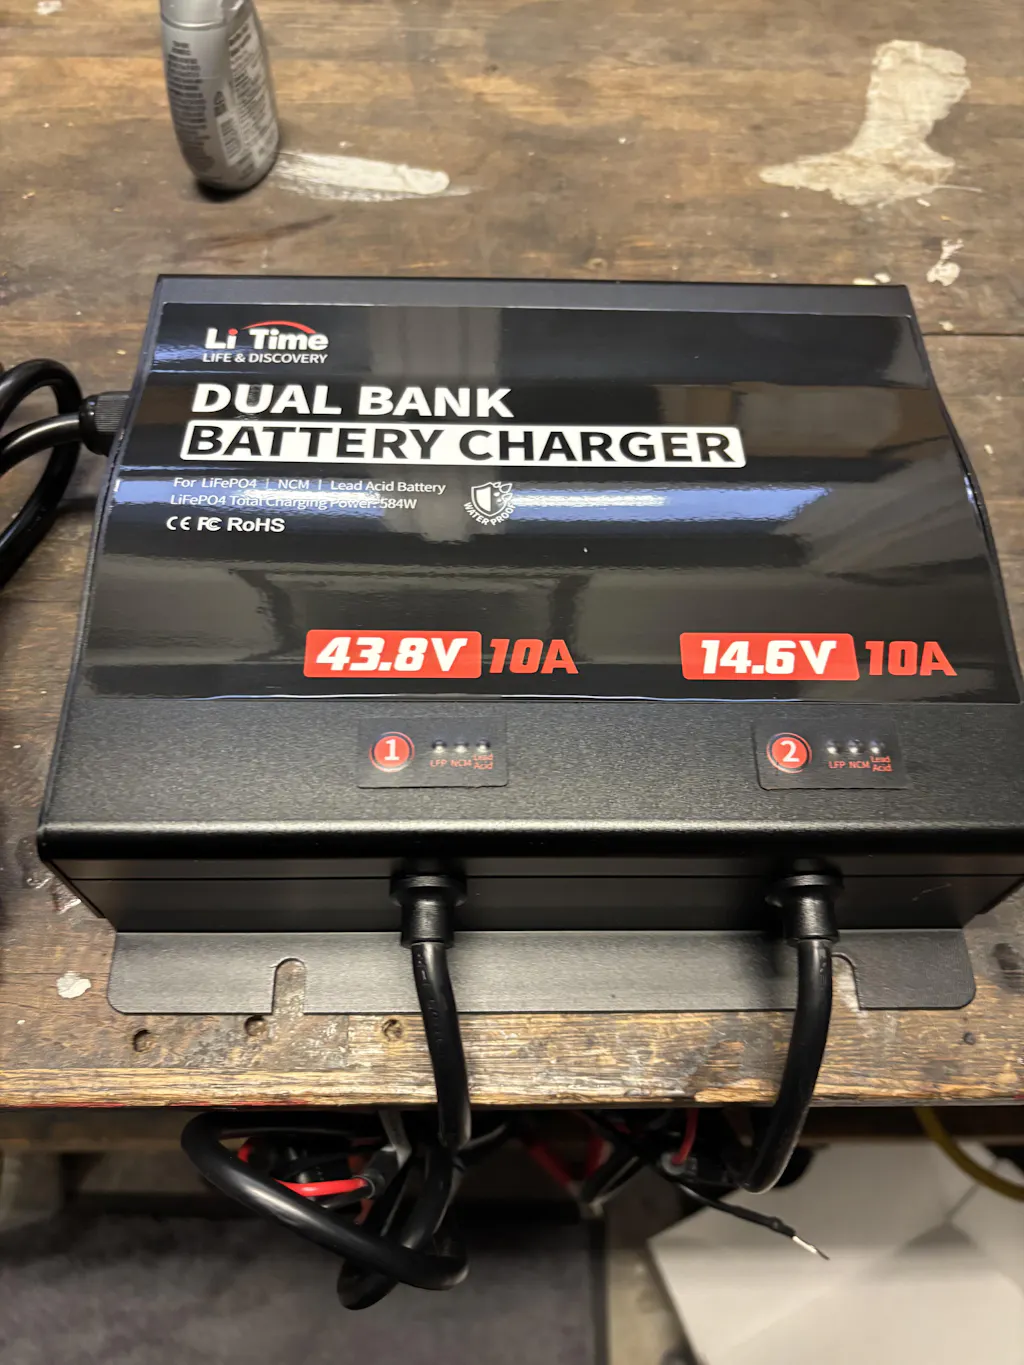 Li Time
LIFE & DISCOVERY
DUAL BANK
BATTERY CHARGER
For LiFePO4 | NCM | Lead Acid Battery
LiFePO4 Total Charging Power: 584W
WATER PROOF
CE FC RoHS
43.8V 10A
14.6V 10A
1
LFP NCM Lead Acid
2
LFP NCM Lead Acid